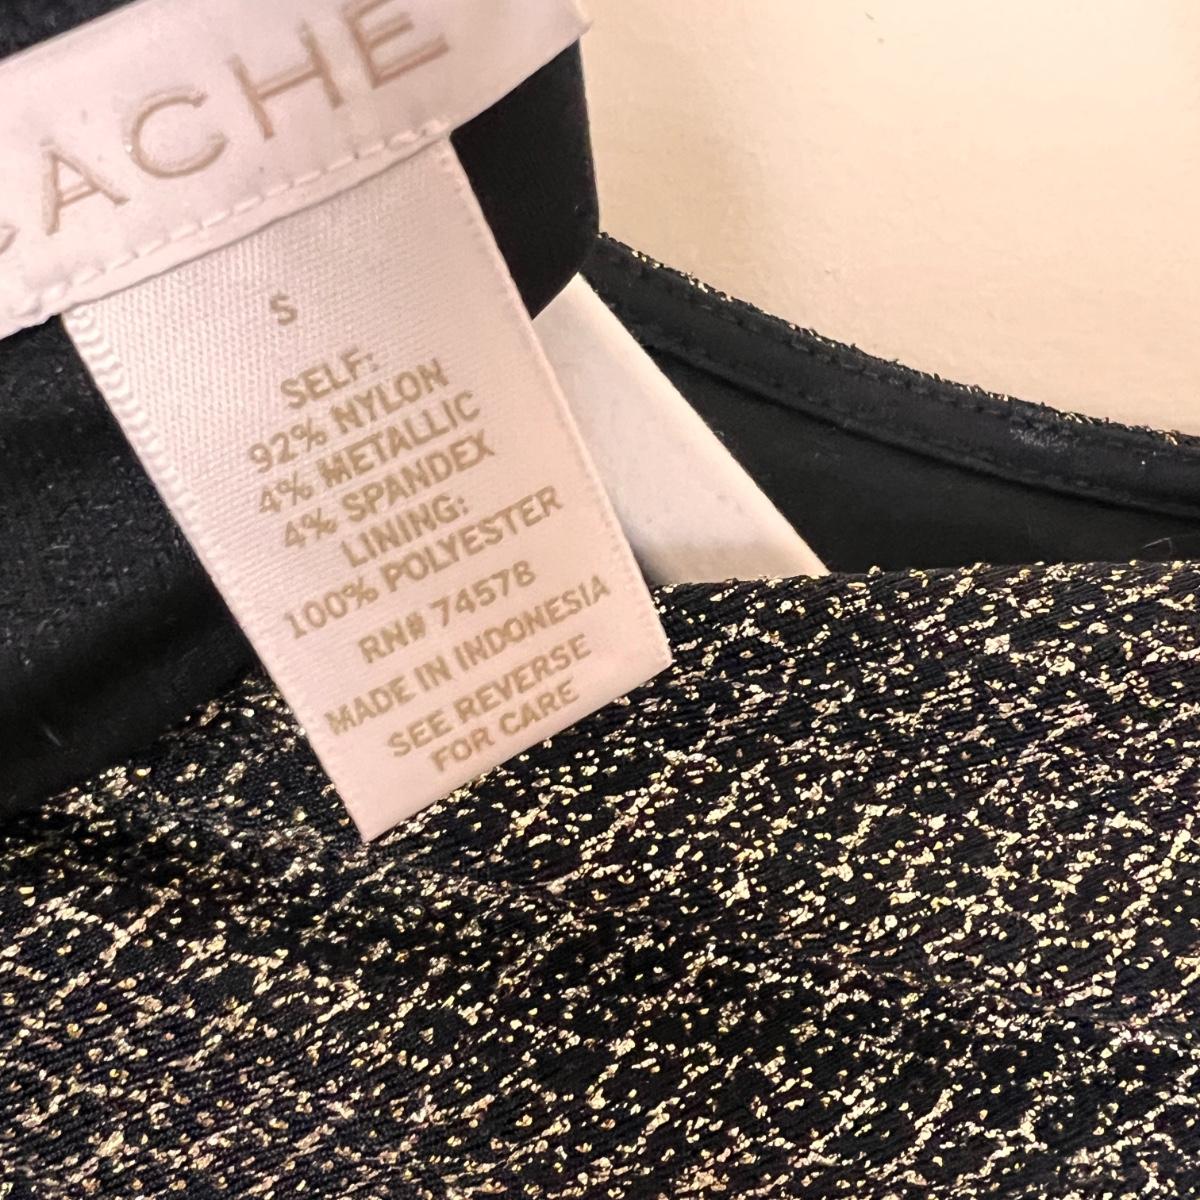 CACHE
S
SELF:
92% NYLON
4% METALLIC
4% SPANDEX
LINING:
100% POLYESTER
RN# 74578
MADE IN INDONESIA
SEE REVERSE
FOR CARE